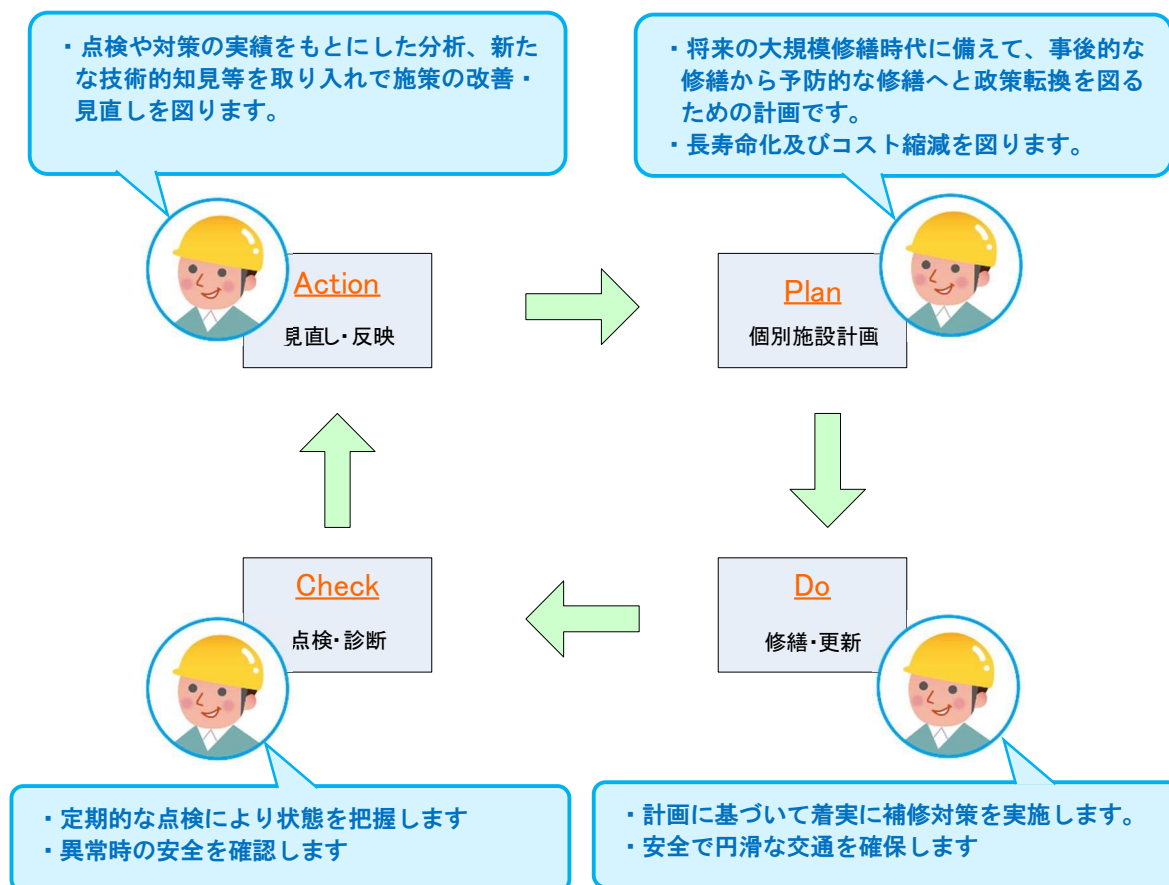 ・点検や対策の実績をもとにした分析、新た
な技術的知見等を取り入れで施策の改善・
見直しを図ります。
・将来の大規模修繕時代に備えて、事後的な
修繕から予防的な修繕へと政策転換を図る
ための計画です。
・長寿命化及びコスト縮減を図ります。
Action
見直し・反映
Plan
個別施設計画
Check
点検・診断
Do
修繕・更新
・定期的な点検により状態を把握します
・異常時の安全を確認します
・計画に基づいて着実に補修対策を実施します。
・安全で円滑な交通を確保します